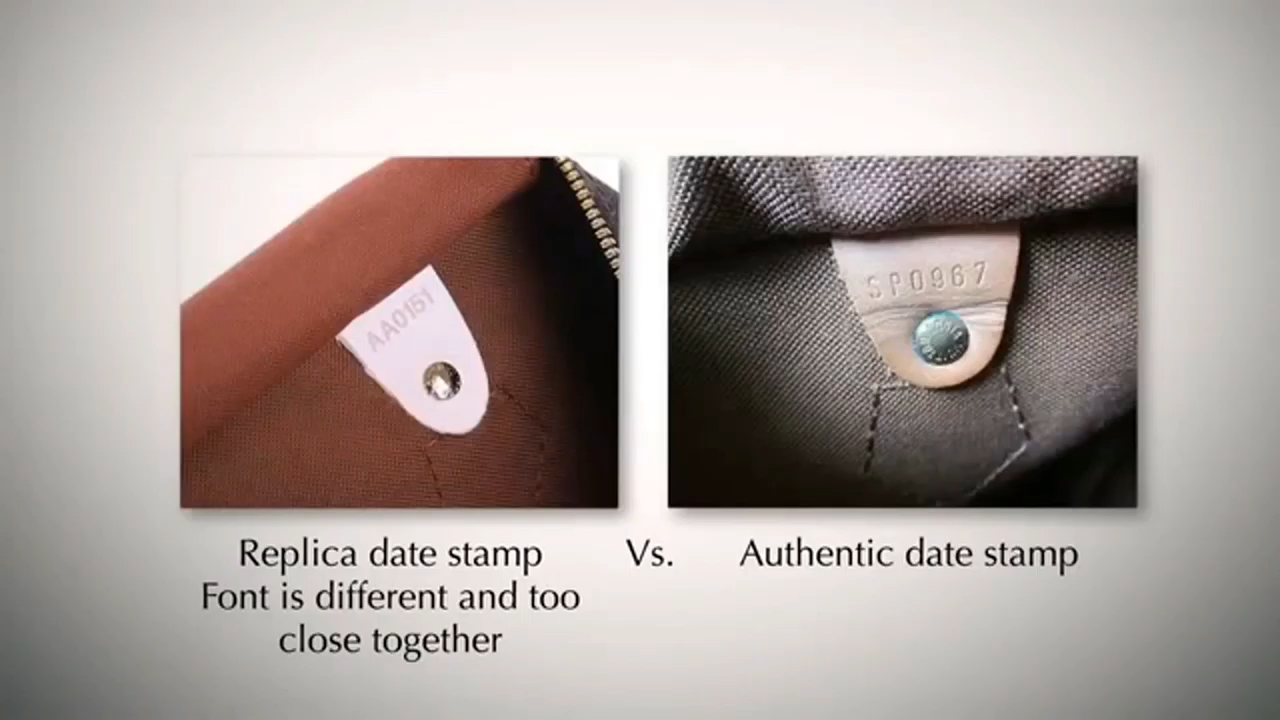 AA0151
SP0967
Replica date stamp
Vs.
Authentic date stamp
Font is different and too
close together